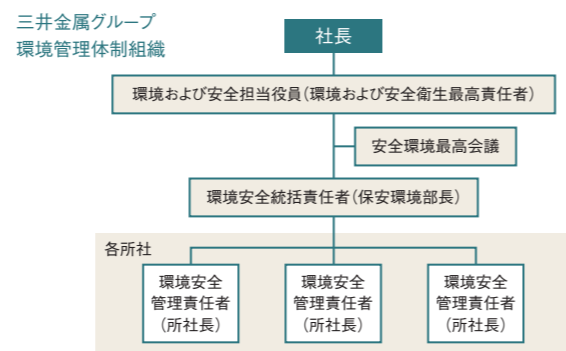 三井金属グループ
環境管理体制組織
社長
環境および安全担当役員（環境および安全衛生最高責任者）
安全環境最高会議
環境安全統括責任者（保安環境部長）
各所社
環境安全
管理責任者
（所社長）
環境安全
管理責任者
（所社長）
環境安全
管理責任者
（所社長）